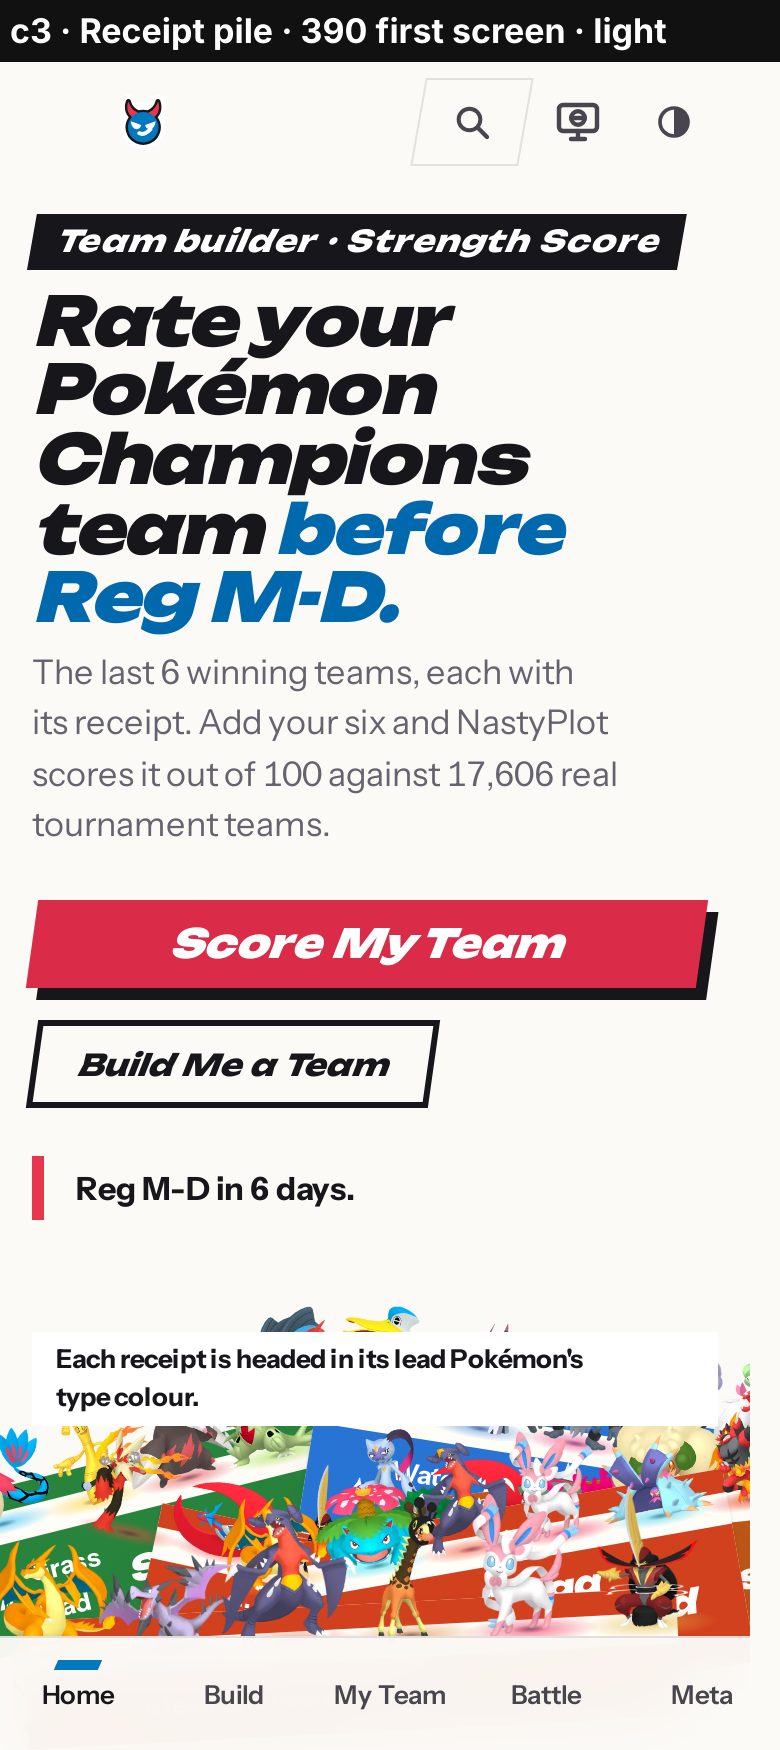 c3 · Receipt pile · 390 first screen · light
Team builder · Strength Score
Rate your
Pokémon
Champions
team before
Reg M-D.
The last 6 winning teams, each with
its receipt. Add your six and NastyPlot
scores it out of 100 against 17,606 real
tournament teams.
Score My Team
Build Me a Team
Reg M-D in 6 days.
Each receipt is headed in its lead Pokémon's
type colour.
Home
Build
My Team
Battle
Meta